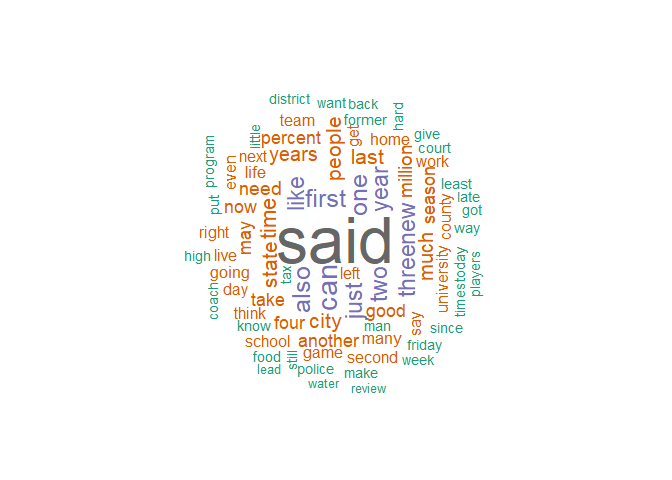 district
want
back
hard
team
former
little
percent
people
get
home
give
court
program
even
next
years
last
million
work
life
need
like
first
one
year
season
least
put
now
time
county
late
got
right
may
state
said
three
new
much
way
high
live
tax
left
university
times
today
players
going
coach
day
take
also
can
just
two
good
think
four
city
man
say
since
know
school
another
many
friday
food
still
game
second
week
lead
police
make
water
review